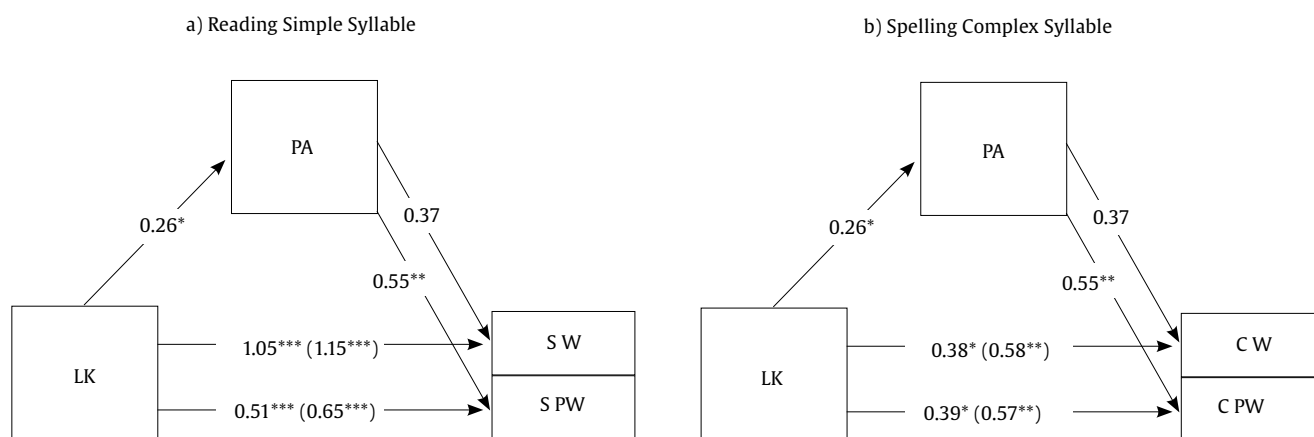 a) Reading Simple Syllable
PA
0.26*
0.37
0.55**
LK
1.05*** (1.15***)
0.51*** (0.65***)
S W
S PW
b) Spelling Complex Syllable
PA
0.26*
0.37
0.55**
LK
0.38* (0.58**)
0.39* (0.57**)
C W
C PW